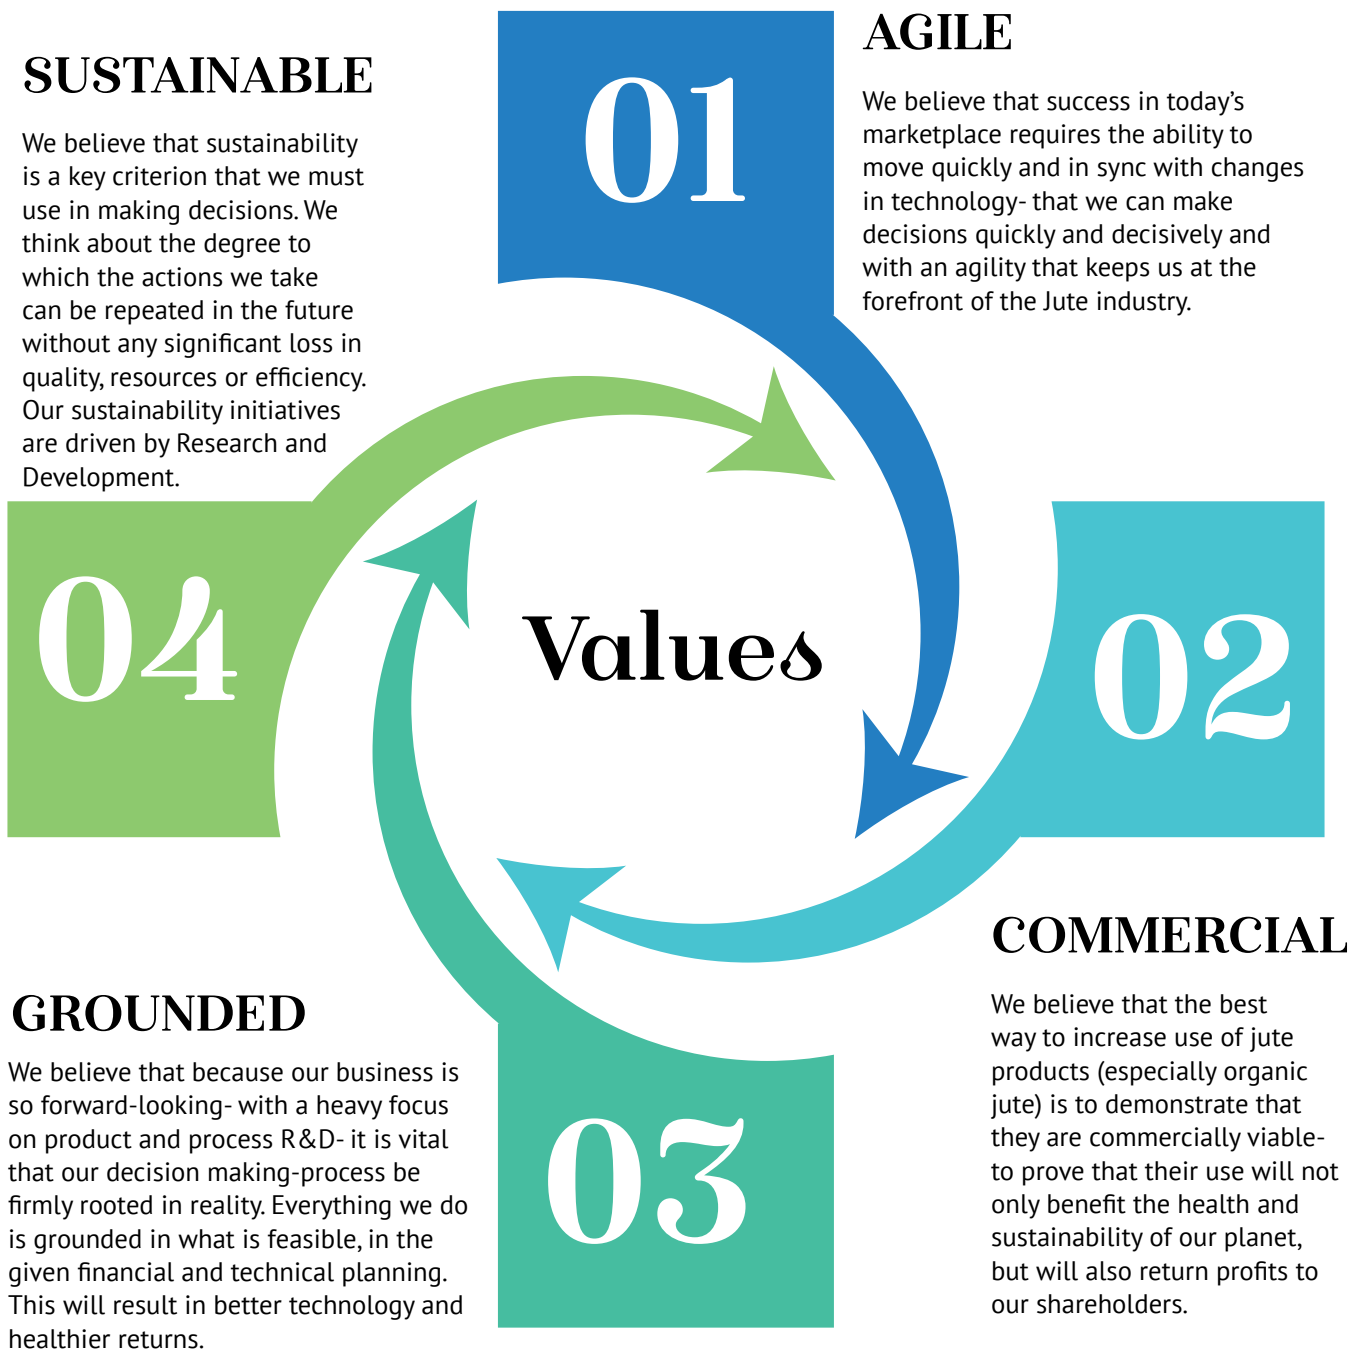 01
AGILE
We believe that success in today’s
marketplace requires the ability to
move quickly and in sync with changes
in technology- that we can make
decisions quickly and decisively and
with an agility that keeps us at the
forefront of the Jute industry.
02
COMMERCIAL
We believe that the best
way to increase use of jute
products (especially organic
jute) is to demonstrate that
they are commercially viable-
to prove that their use will not
only benefit the health and
sustainability of our planet,
but will also return profits to
our shareholders.
03
GROUNDED
We believe that because our business is
so forward-looking- with a heavy focus
on product and process R&D- it is vital
that our decision making-process be
firmly rooted in reality. Everything we do
is grounded in what is feasible, in the
given financial and technical planning.
This will result in better technology and
healthier returns.
04
SUSTAINABLE
We believe that sustainability
is a key criterion that we must
use in making decisions. We
think about the degree to
which the actions we take
can be repeated in the future
without any significant loss in
quality, resources or efficiency.
Our sustainability initiatives
are driven by Research and
Development.
Values